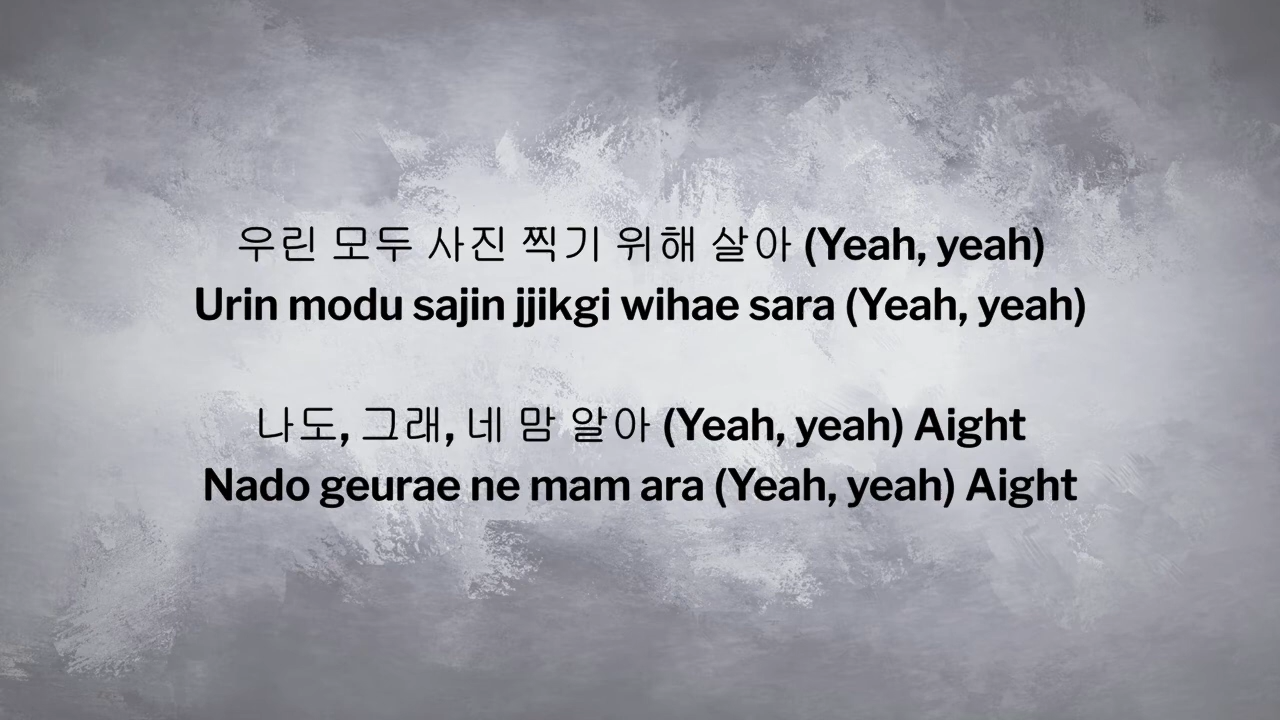 우린 모두 사진 찍기 위해 살아 (Yeah, yeah)
Urin modu sajin jjikgi wihae sara (Yeah, yeah)
나도, 그래, 네 맘 알아 (Yeah, yeah) Aight
Nado geurae ne mam ara (Yeah, yeah) Aight